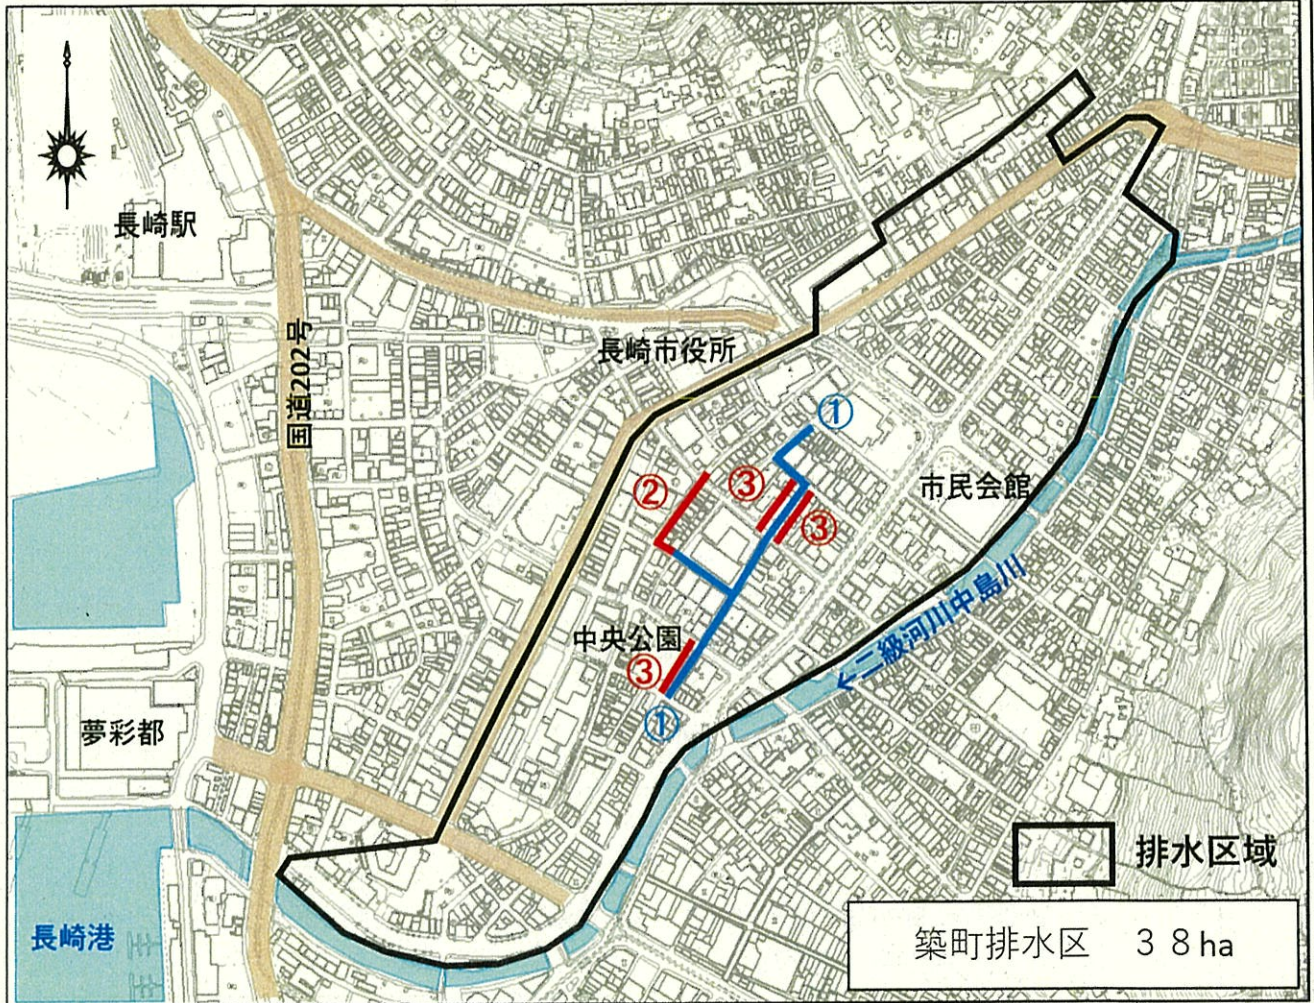 長崎駅
国道202号
長崎市役所
①
②
③
③
市民会館
←二級河川中島川
中央公園
③
①
夢彩都
排水区域
長崎港
築町排水区　３８ha